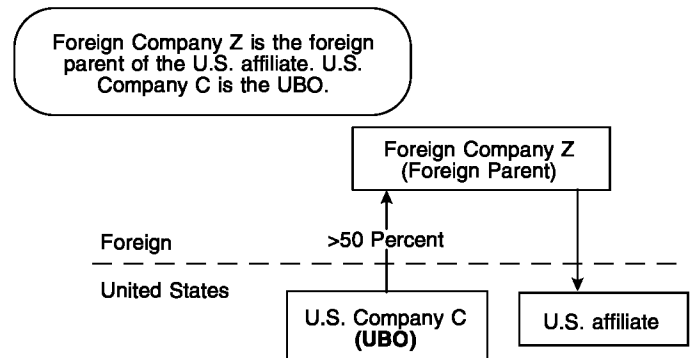 Foreign Company Z is the foreign
parent of the U.S. affiliate. U.S.
Company C is the UBO.
Foreign Company Z
(Foreign Parent)
Foreign
>50 Percent
United States
U.S. Company C
(UBO)
U.S. affiliate